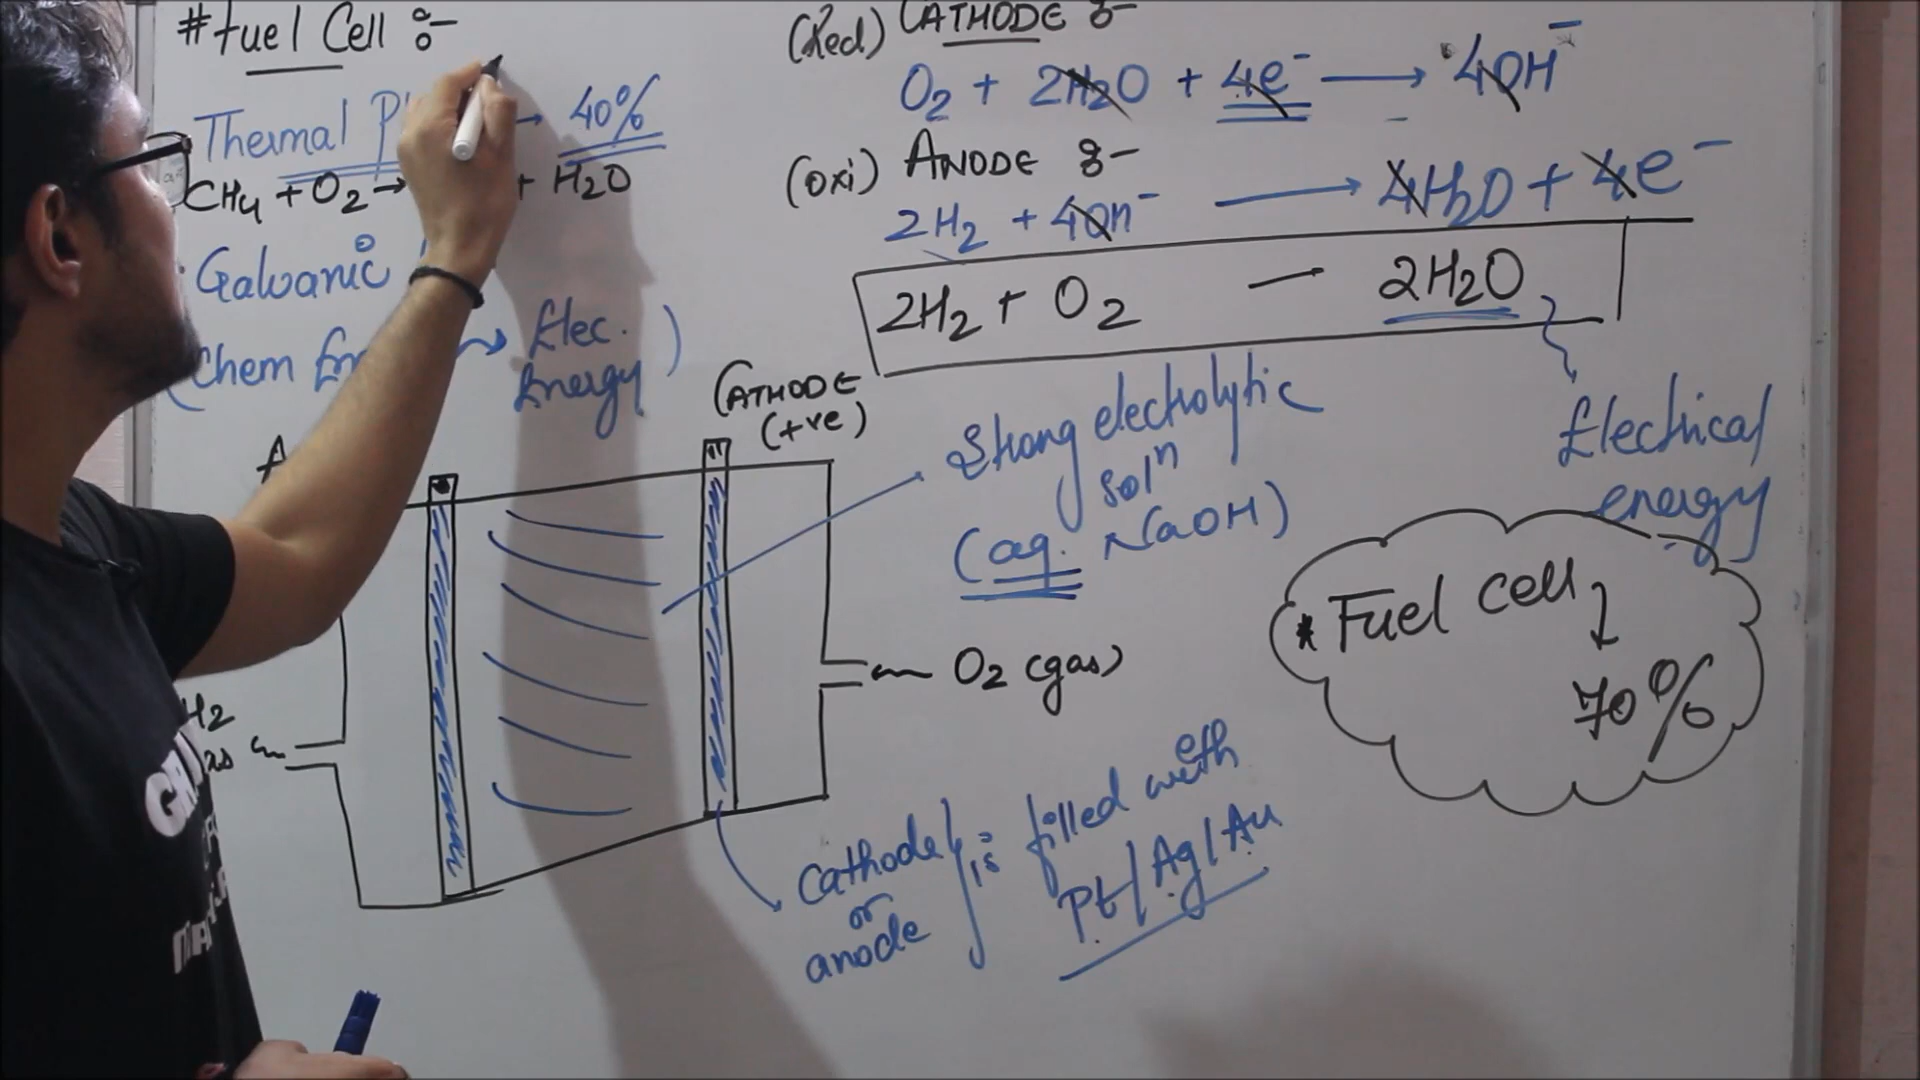 #Fuel Cell :-
Thermal → 40%
CH4 + O2 → + H2O
Galvanic
(Chem → Elec.
Energy)
CATHODE
(+ve)
H2
(Red) CATHODE :-
O2 + 2H2O + 4e- → 4OH-
(Oxi) ANODE :-
2H2 + 4OH- → 4H2O + 4e-
2H2 + O2 — 2H2O
Electrical
energy
Strong electrolytic
solⁿ
(aq. NaOH)
O2 (gas)
* Fuel cell
70%
Cathode
or
anode
is filled with
Pt/Ag/Au